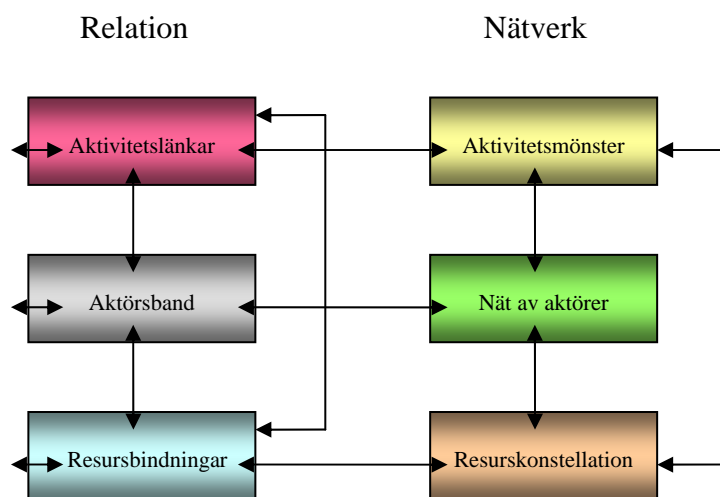 Relation
Nätverk
Aktivitetslänkar
Aktivitetsmönster
Aktörsband
Nät av aktörer
Resursbindningar
Resurskonstellation